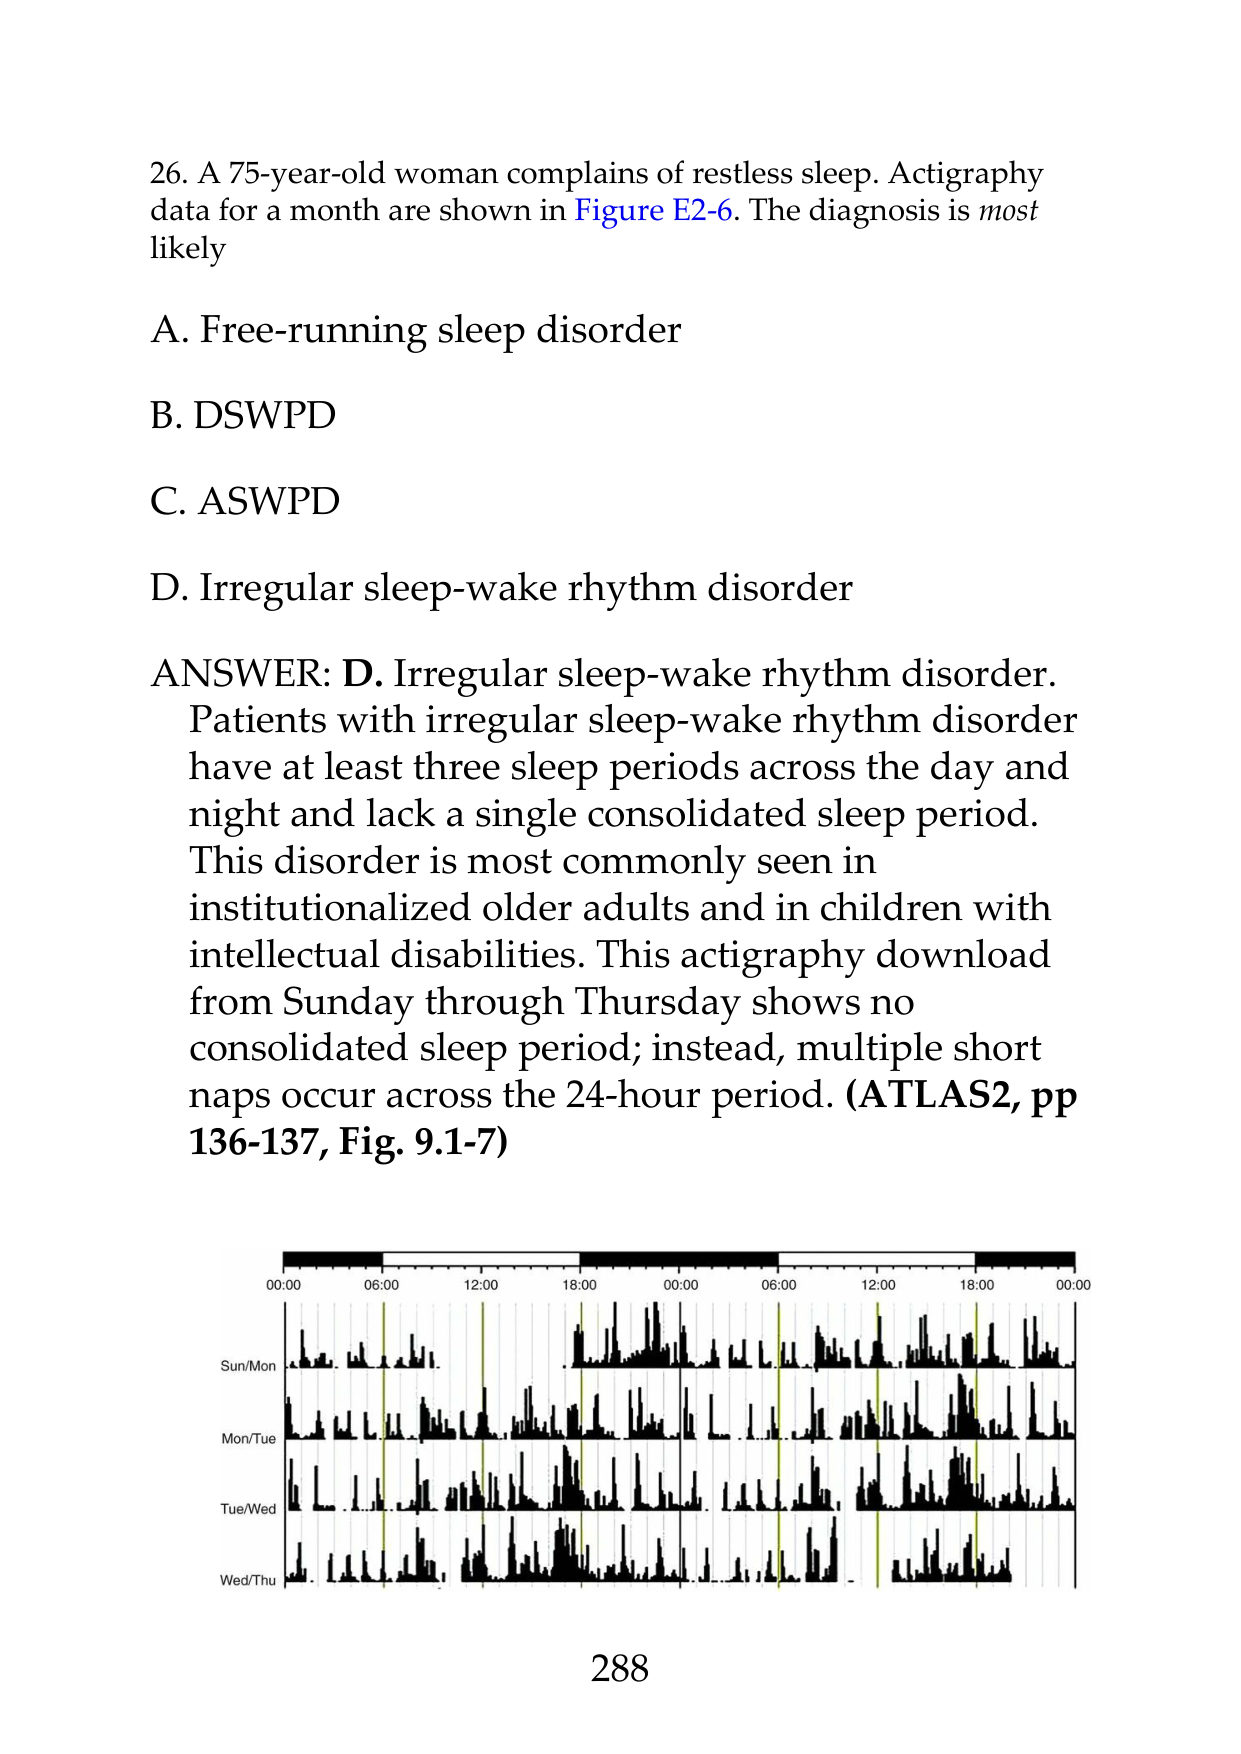 26. A 75-year-old woman complains of restless sleep. Actigraphy
data for a month are shown in Figure E2-6. The diagnosis is most
likely
A. Free-running sleep disorder
B. DSWPD
C. ASWPD
D. Irregular sleep-wake rhythm disorder
ANSWER: D. Irregular sleep-wake rhythm disorder.
Patients with irregular sleep-wake rhythm disorder
have at least three sleep periods across the day and
night and lack a single consolidated sleep period.
This disorder is most commonly seen in
institutionalized older adults and in children with
intellectual disabilities. This actigraphy download
from Sunday through Thursday shows no
consolidated sleep period; instead, multiple short
naps occur across the 24-hour period. (ATLAS2, pp
136-137, Fig. 9.1-7)
00:00 06:00 12:00 18:00 00:00 06:00 12:00 18:00 00:00
Sun/Mon
Mon/Tue
Tue/Wed
Wed/Thu
288